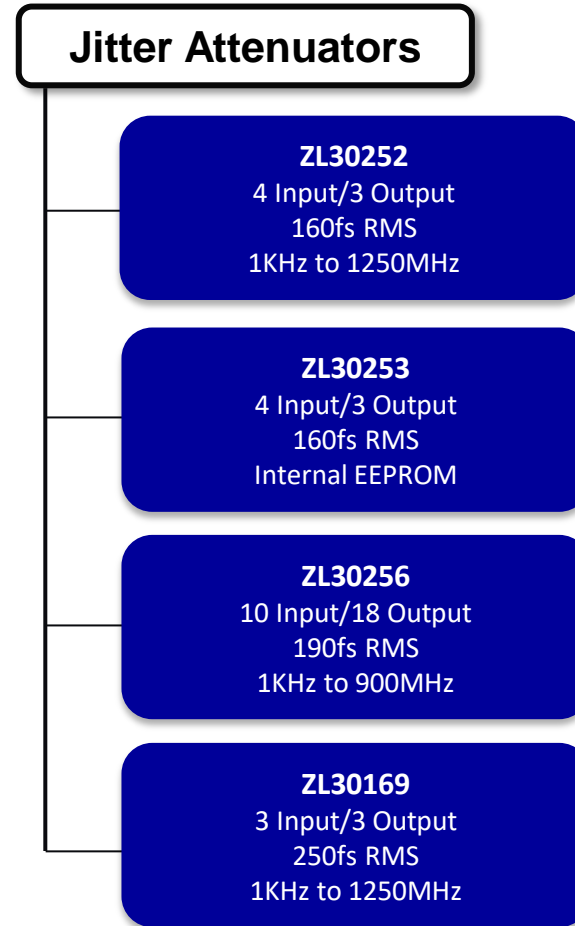 Jitter Attenuators
ZL30252
4 Input/3 Output
160fs RMS
1KHz to 1250MHz
ZL30253
4 Input/3 Output
160fs RMS
Internal EEPROM
ZL30256
10 Input/18 Output
190fs RMS
1KHz to 900MHz
ZL30169
3 Input/3 Output
250fs RMS
1KHz to 1250MHz